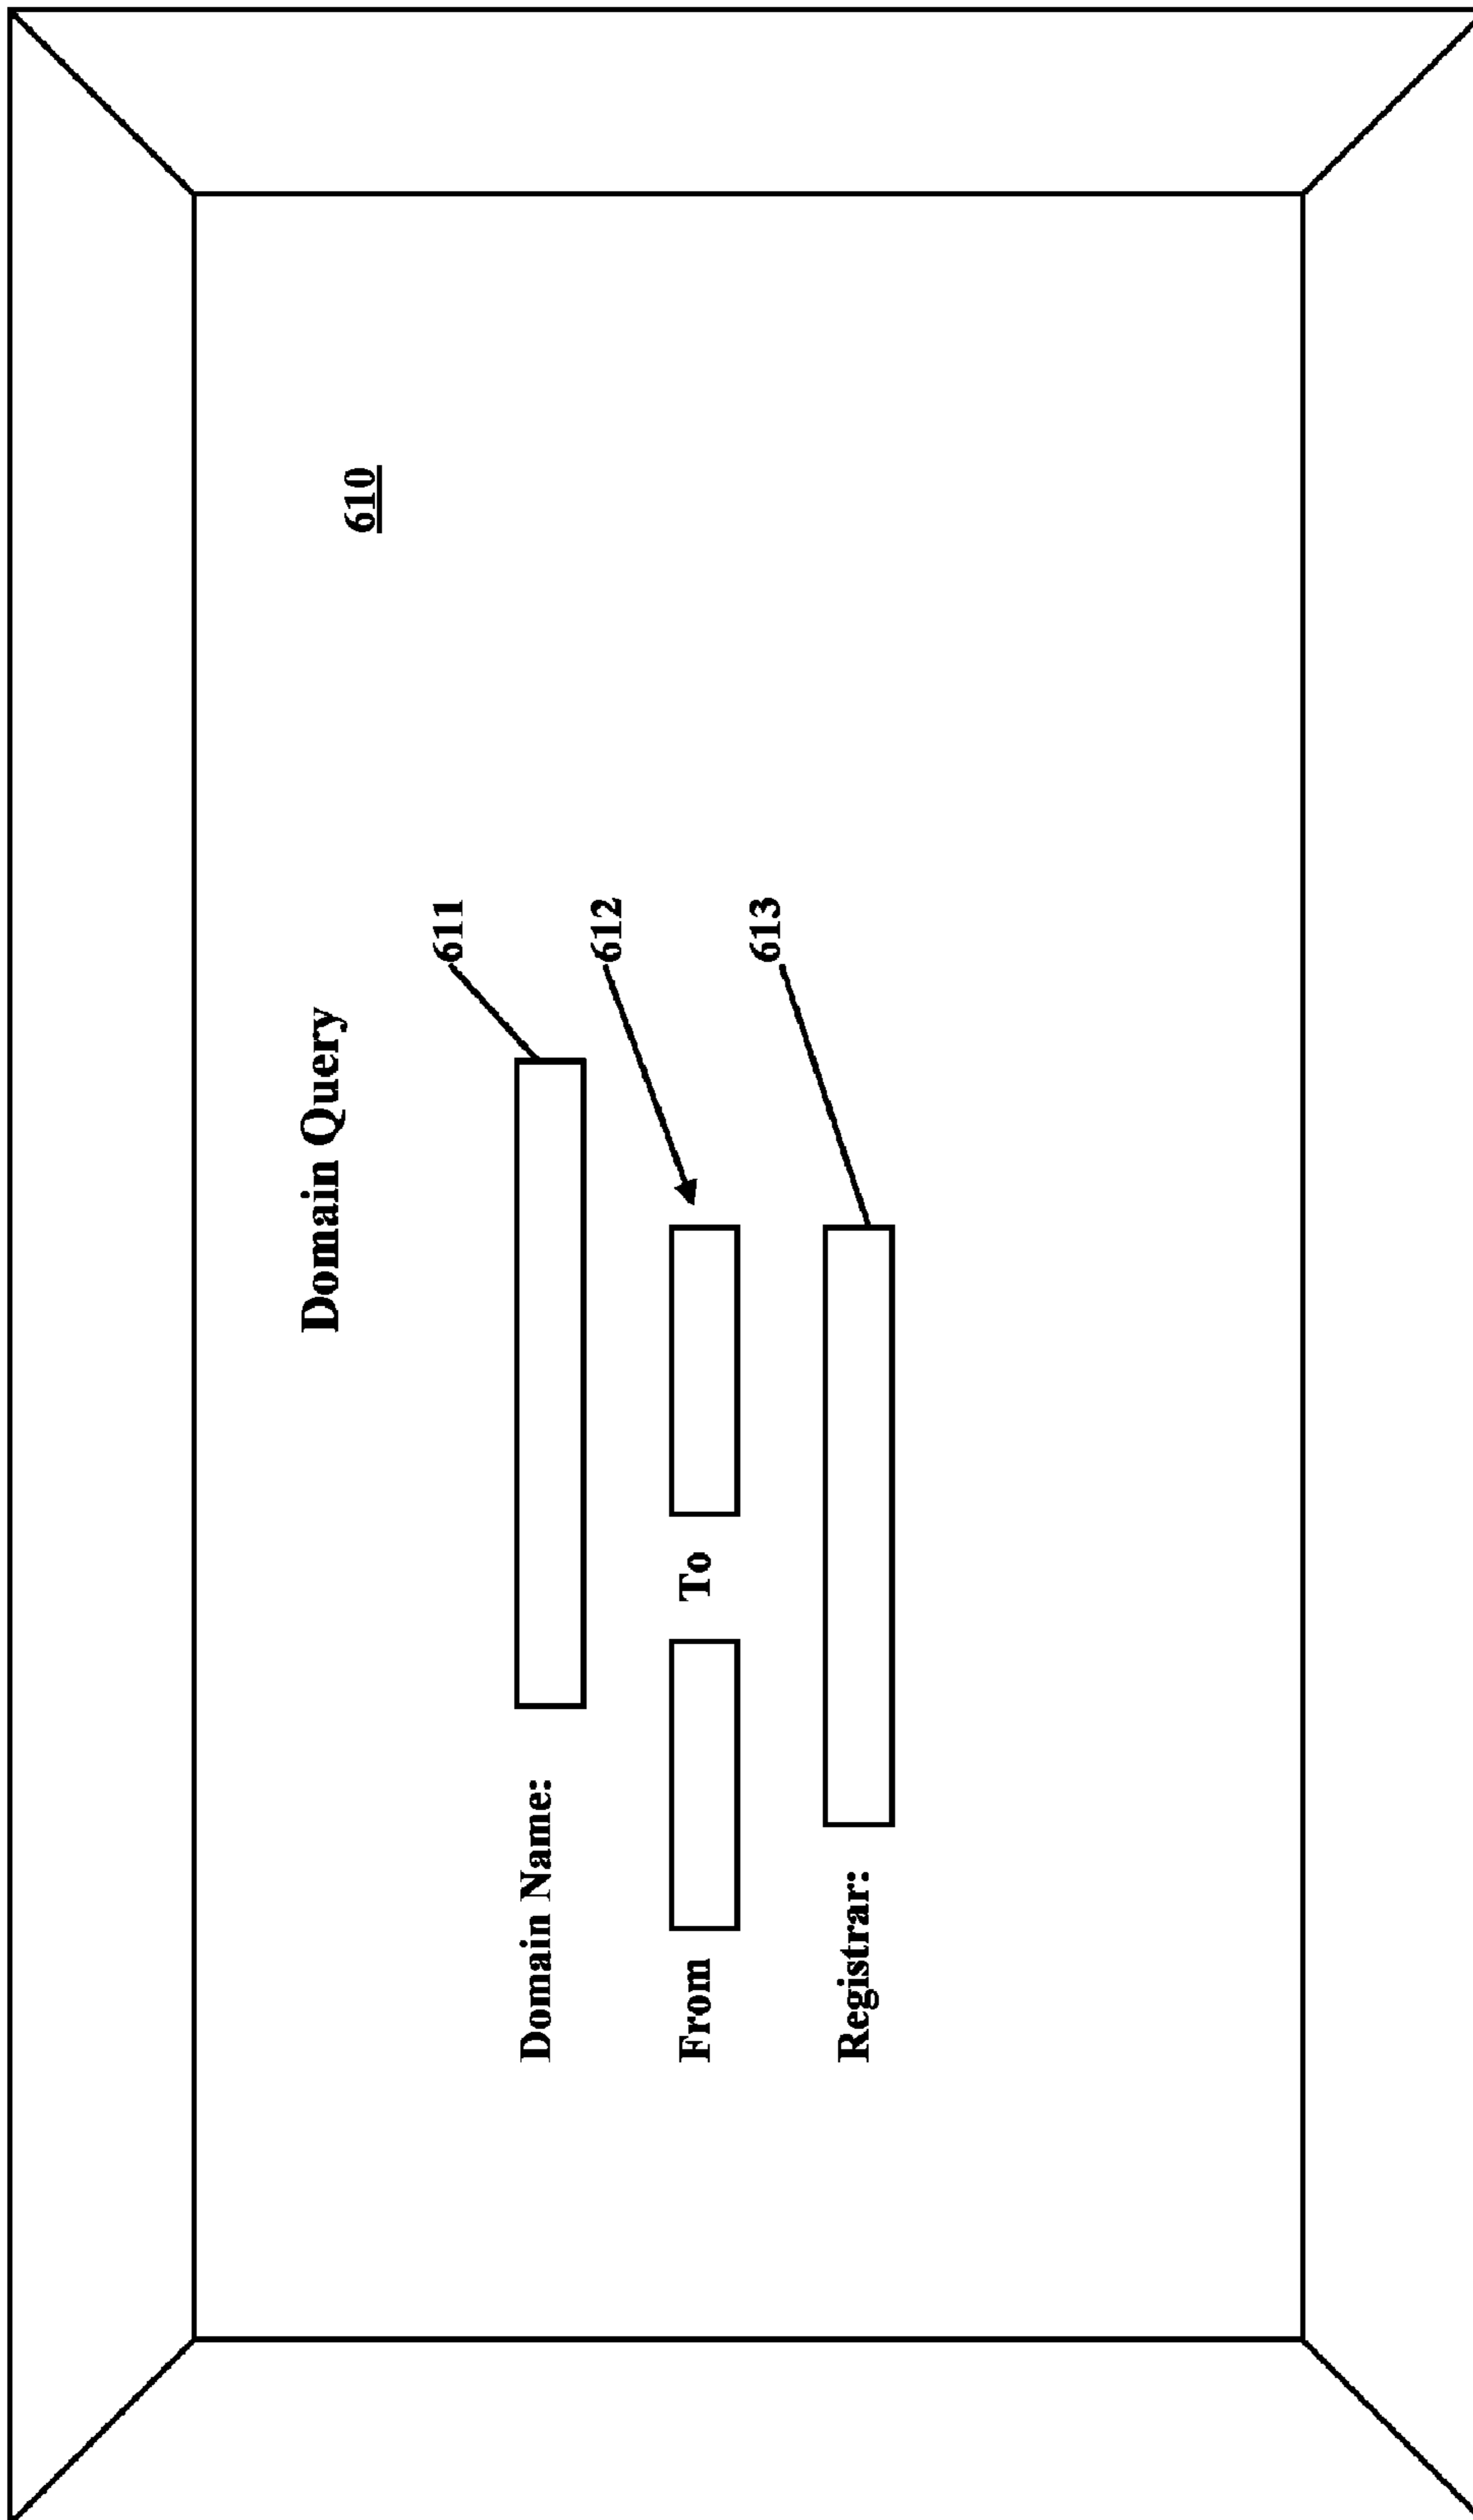 Domain Query
610
611
Domain Name:
612
From To
613
Registrar: